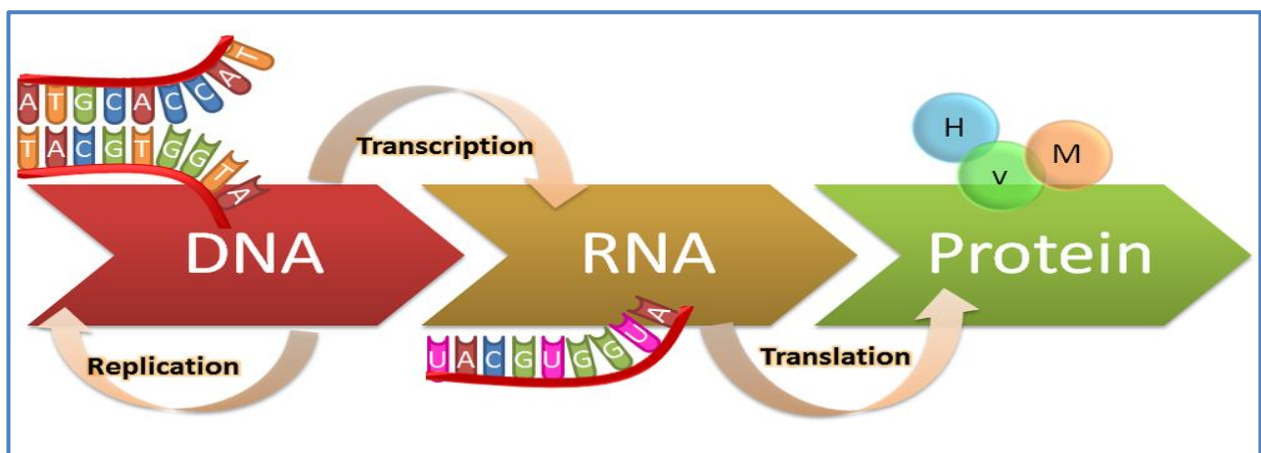 ATGCACCAT
TACGTGGTA
Transcription
H
v
M
DNA
RNA
Protein
Replication
UACGUGGUA
Translation